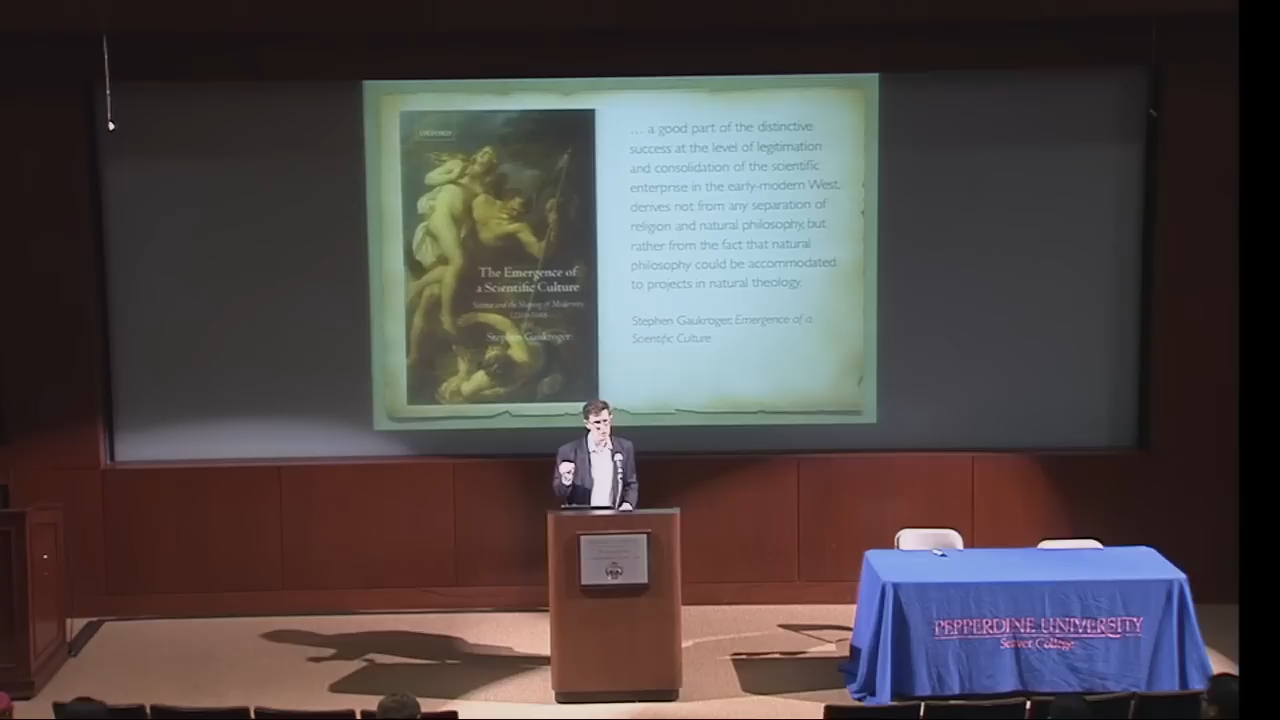 OXFORD
The Emergence of
a Scientific Culture
Science and the Shaping of Modernity
Stephen Gaukroger
… a good part of the distinctive
success at the level of legitimation
and consolidation of the scientific
enterprise in the early-modern West,
derives not from any separation of
religion and natural philosophy, but
rather from the fact that natural
philosophy could be accommodated
to projects in natural theology.
Stephen Gaukroger, Emergence of a
Scientific Culture
PEPPERDINE UNIVERSITY
Seaver College